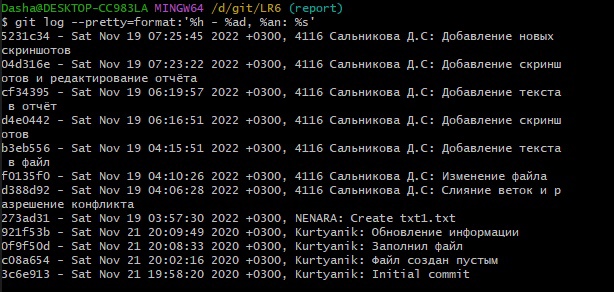 Dasha@DESKTOP-CC983LA MINGW64 /d/git/LR6 (report)
$ git log --pretty=format:'%h - %ad, %an: %s'
5231c34 - Sat Nov 19 07:25:45 2022 +0300, 4116 Сальникова Д.С: Добавление новых
скриншотов
04d316e - Sat Nov 19 07:23:22 2022 +0300, 4116 Сальникова Д.С: Добавление скринш
отов и редактирование отчёта
cf34395 - Sat Nov 19 06:19:57 2022 +0300, 4116 Сальникова Д.С: Добавление текста
 в отчёт
d4e0442 - Sat Nov 19 06:16:51 2022 +0300, 4116 Сальникова Д.С: Добавление скринш
отов
b3eb556 - Sat Nov 19 04:15:51 2022 +0300, 4116 Сальникова Д.С: Добавление текста
 в файл
f0135f0 - Sat Nov 19 04:10:26 2022 +0300, 4116 Сальникова Д.С: Изменение файла
d388d92 - Sat Nov 19 04:06:28 2022 +0300, 4116 Сальникова Д.С: Слияние веток и р
азрешение конфликта
273ad31 - Sat Nov 19 03:57:30 2022 +0300, NENARA: Create txt1.txt
921f53b - Sat Nov 21 20:09:49 2020 +0300, Kurtyanik: Обновление информации
0f9f50d - Sat Nov 21 20:08:33 2020 +0300, Kurtyanik: Заполнил файл
c08a654 - Sat Nov 21 20:02:16 2020 +0300, Kurtyanik: Файл создан пустым
3c6e913 - Sat Nov 21 19:58:20 2020 +0300, Kurtyanik: Initial commit